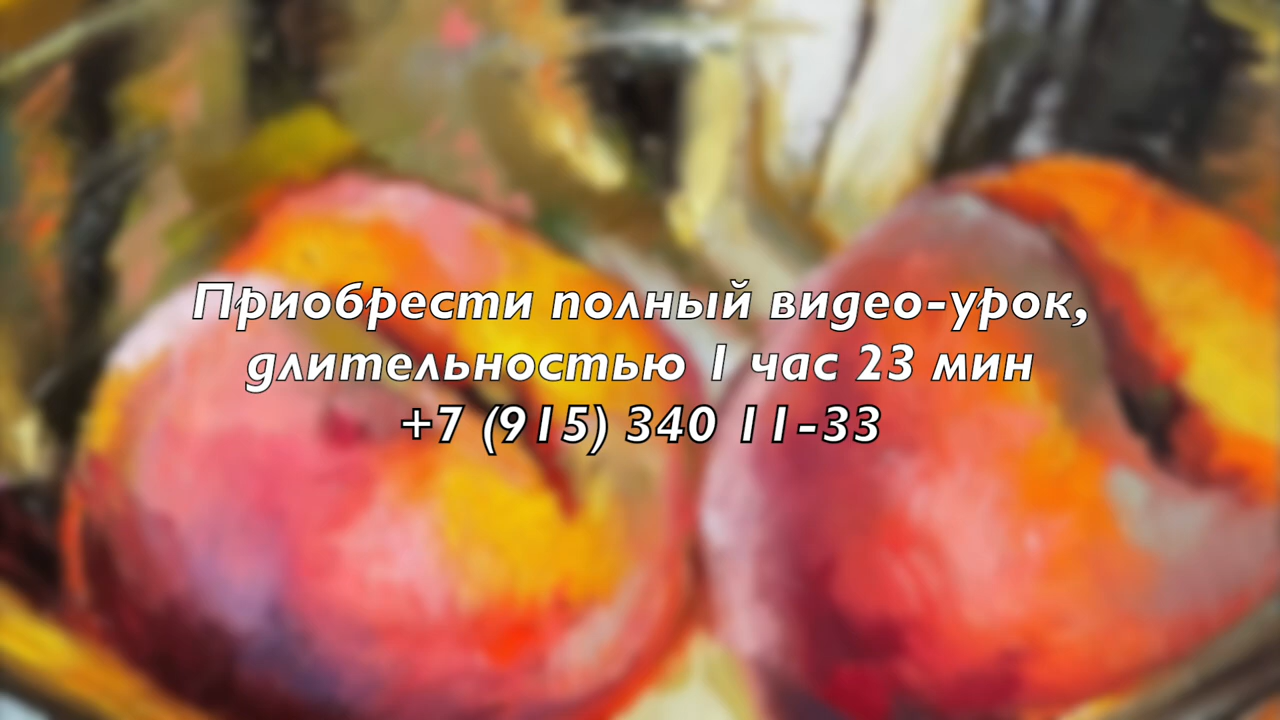 Приобрести полный видео-урок,
длительностью 1 час 23 мин
+7 (915) 340 11-33